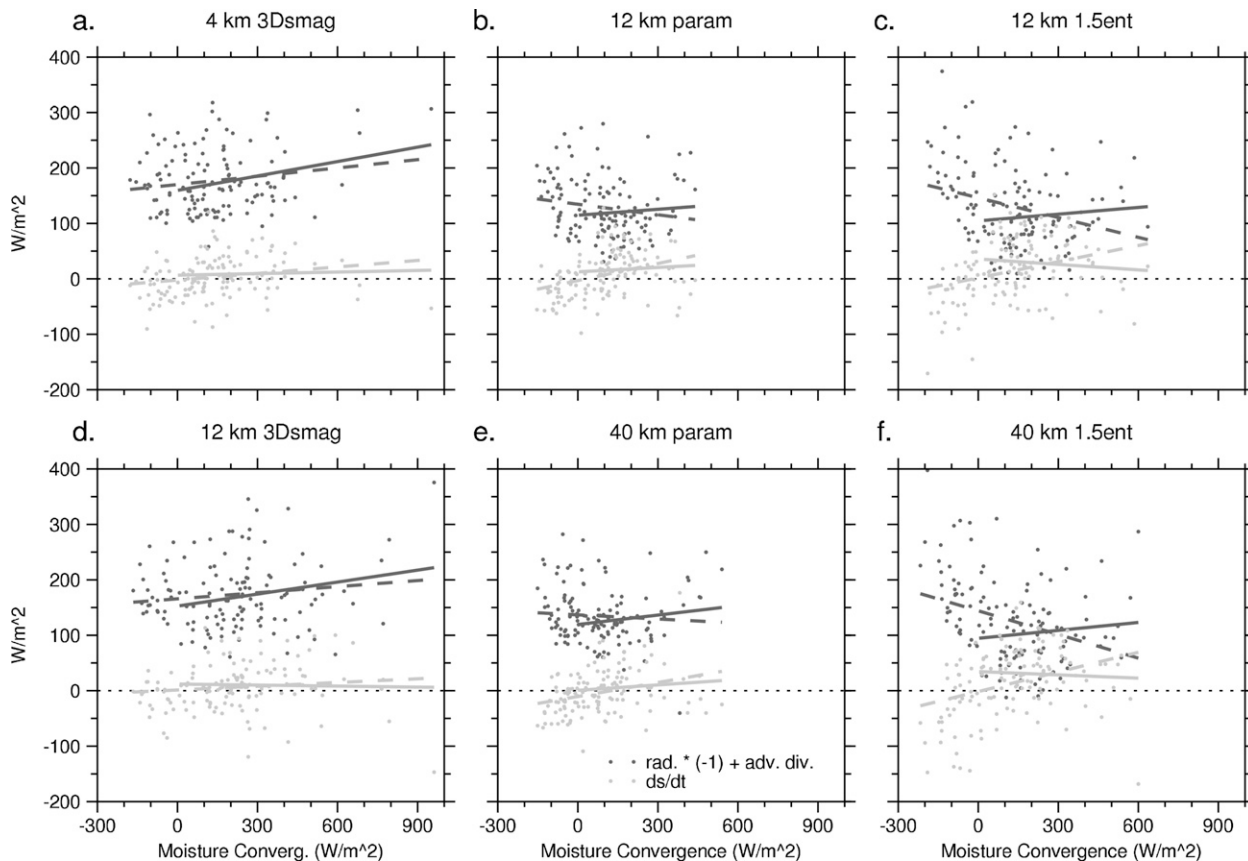 a. 4 km 3Dsmag
b. 12 km param
c. 12 km 1.5ent
W/m^2
400
300
200
100
0
-100
-200
d. 12 km 3Dsmag
e. 40 km param
f. 40 km 1.5ent
W/m^2
400
300
200
100
0
-100
-200
rad. * (-1) + adv. div.
ds/dt
-300 0 300 600 900
-300 0 300 600 900
-300 0 300 600 900
Moisture Converg. (W/m^2)
Moisture Convergence (W/m^2)
Moisture Convergence (W/m^2)